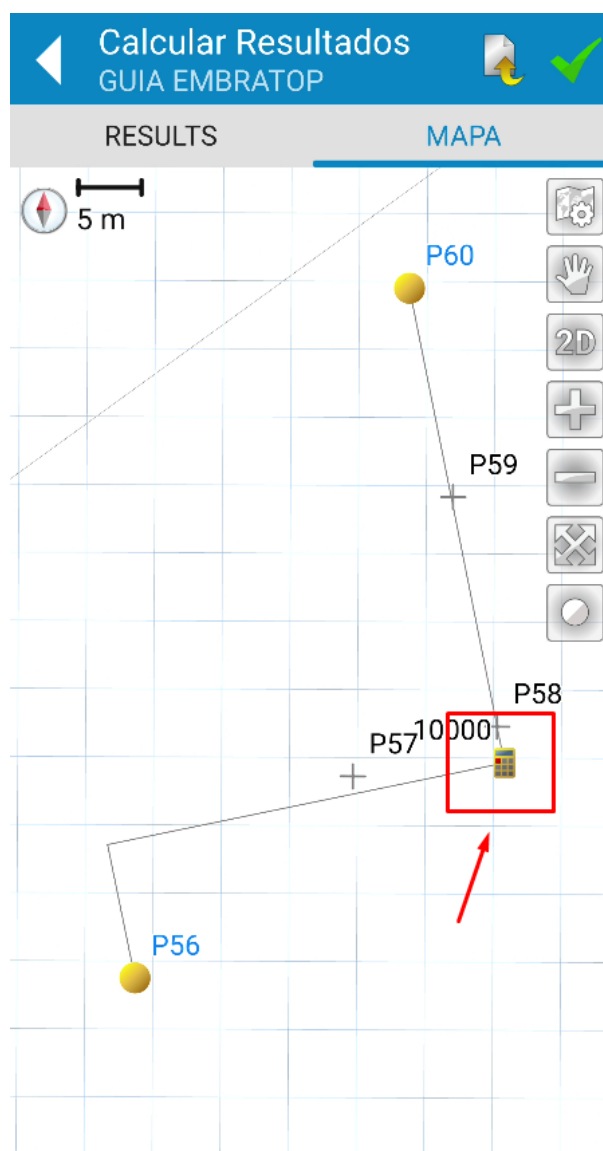 Calcular Resultados
GUIA EMBRATOP
RESULTS
MAPA
5 m
P60
2D
P59
P58
10000
P57
P56